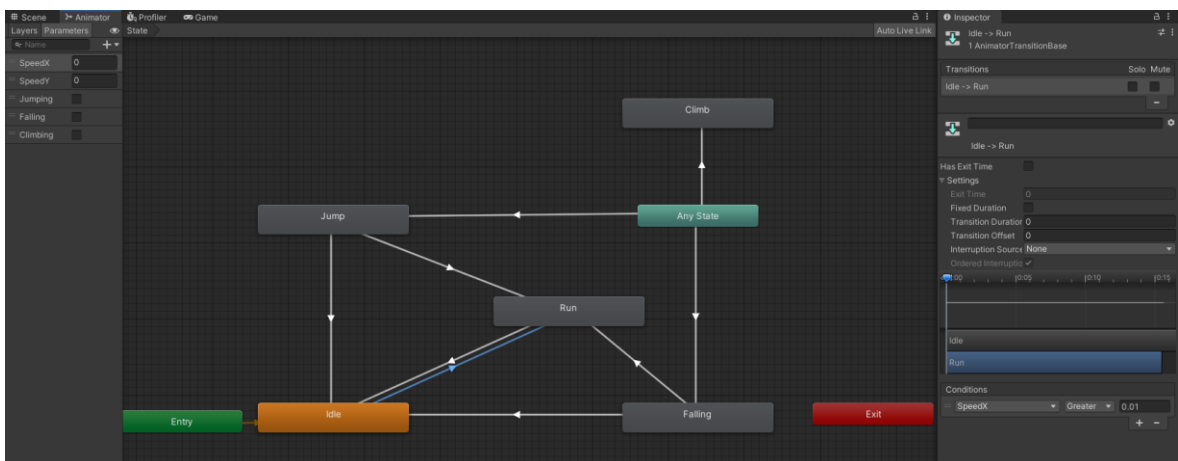 Scene Animator Profiler Game
Layers Parameters State Auto Live Link
Name
SpeedX 0
SpeedY 0
Jumping
Falling
Climbing
Climb
Jump Any State
Run
Idle Falling Exit
Entry
Inspector
Idle -> Run
1 AnimatorTransitionBase
Transitions Solo Mute
Idle -> Run
Idle -> Run
Has Exit Time
Settings
Exit Time 0
Fixed Duration
Transition Duration 0
Transition Offset 0
Interruption Source None
Ordered Interruptio
0:00 0:05 0:10 0:15
Idle
Run
Conditions
SpeedX Greater 0.01